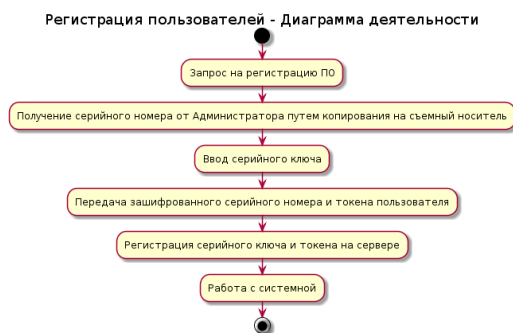 Регистрация пользователей - Диаграмма деятельности
Запрос на регистрацию ПО
Получение серийного номера от Администратора путем копирования на съемный носитель
Ввод серийного ключа
Передача зашифрованного серийного номера и токена пользователя
Регистрация серийного ключа и токена на сервере
Работа с системной